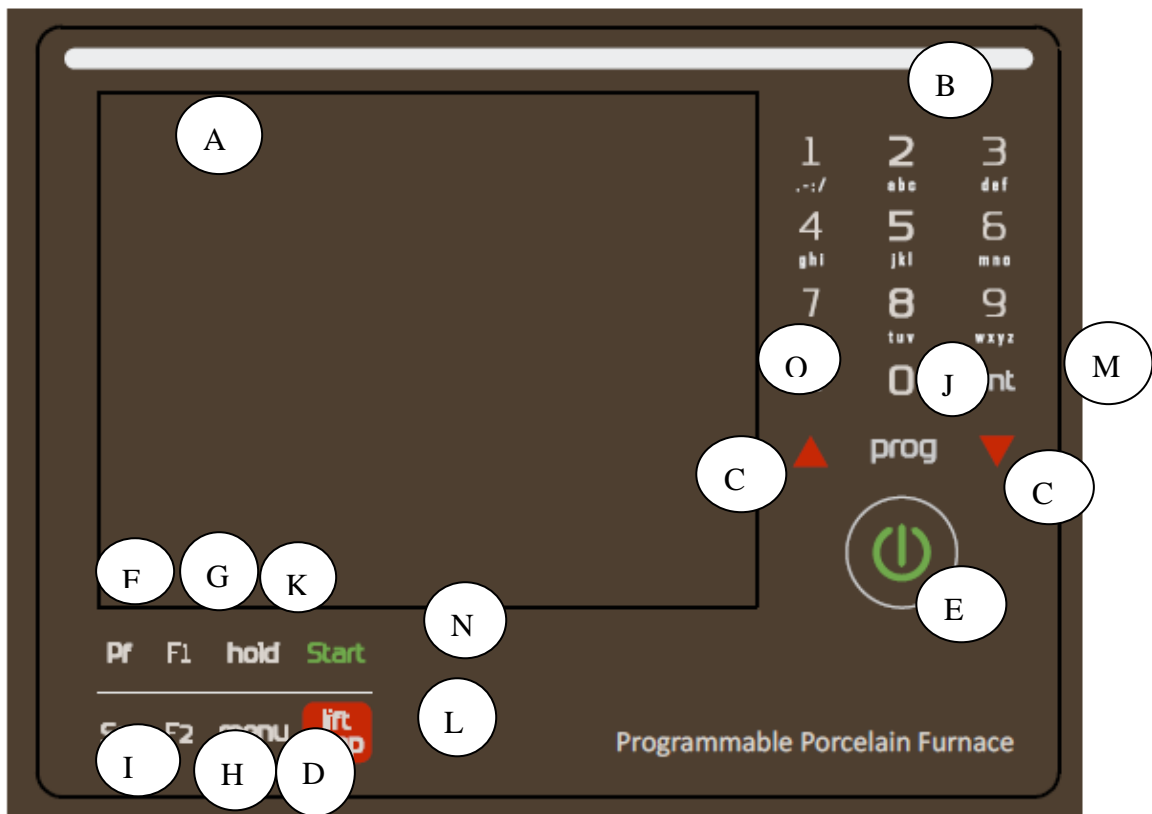 B
A
1 2 3
.-:/ abc def
4 5 6
ghi jkl mno
7 8 9
tuv wxyz
M
J
0
prog
C C
G K
E
N
Pf F1 hold Start
L
lift
I H D
Programmable Porcelain Furnace